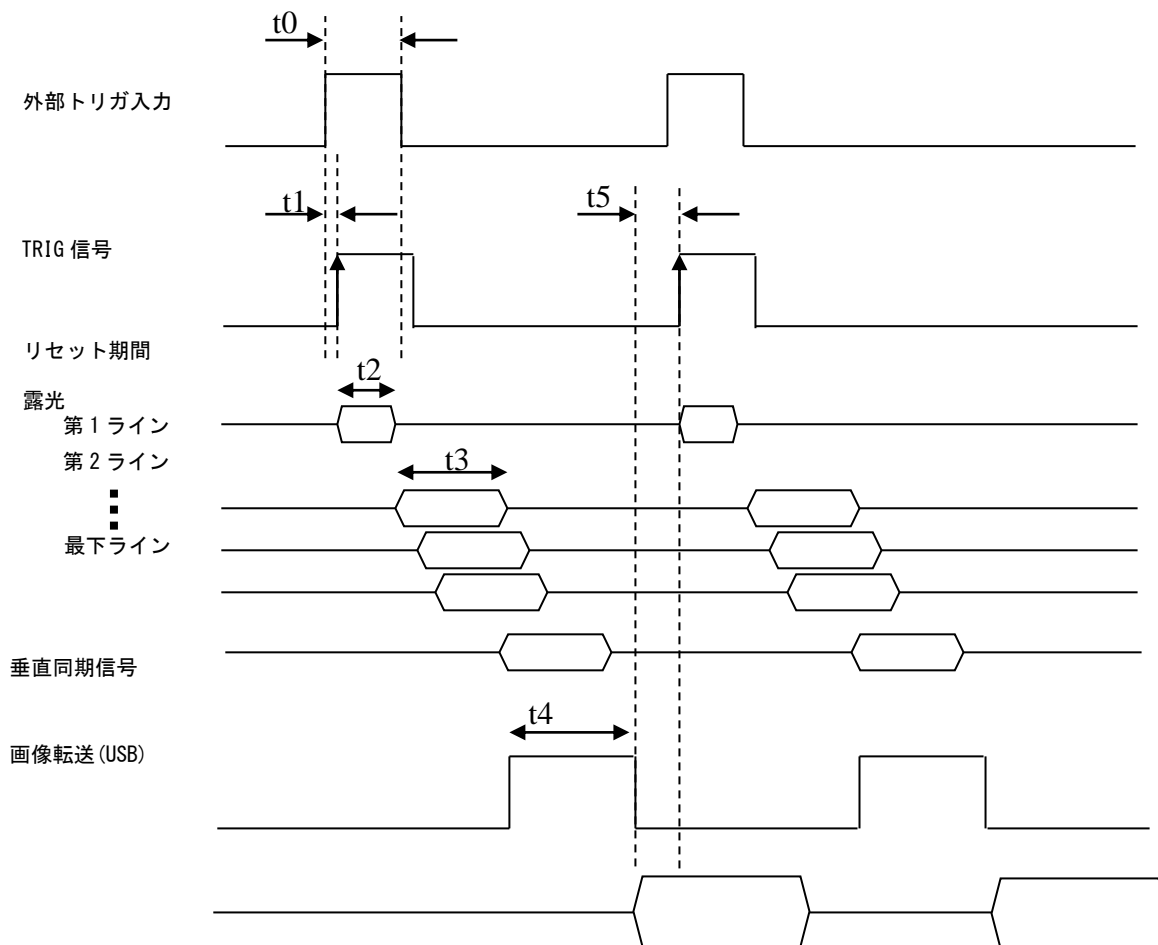 t0
外部トリガ入力
t1
t5
TRIG 信号
リセット期間
t2
露光
第1ライン
第2ライン
t3
最下ライン
垂直同期信号
t4
画像転送(USB)